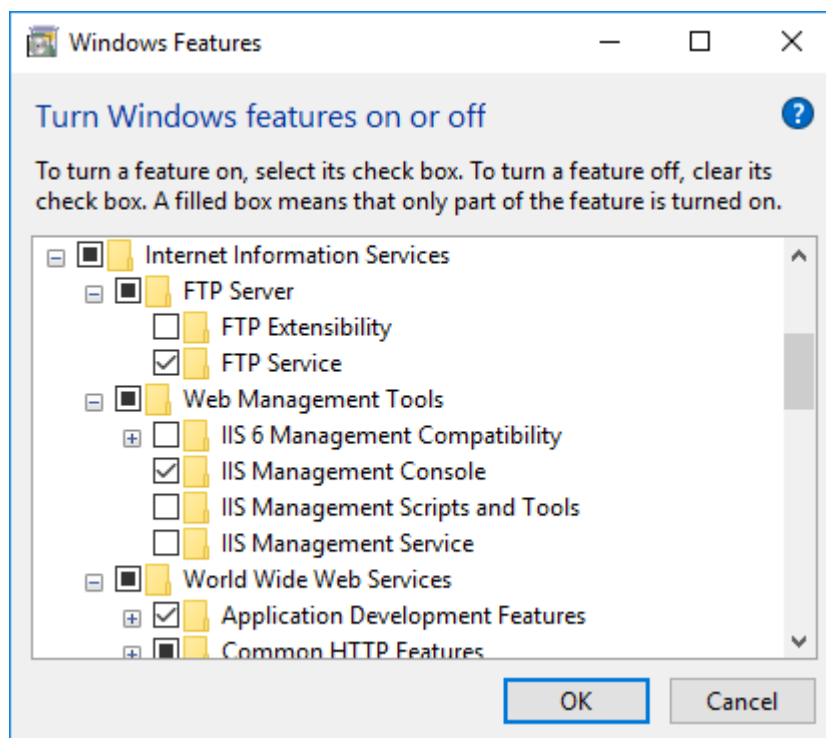 Windows Features
Turn Windows features on or off
?
To turn a feature on, select its check box. To turn a feature off, clear its
check box. A filled box means that only part of the feature is turned on.
Internet Information Services
FTP Server
FTP Extensibility
FTP Service
Web Management Tools
IIS 6 Management Compatibility
IIS Management Console
IIS Management Scripts and Tools
IIS Management Service
World Wide Web Services
Application Development Features
Common HTTP Features
OK Cancel